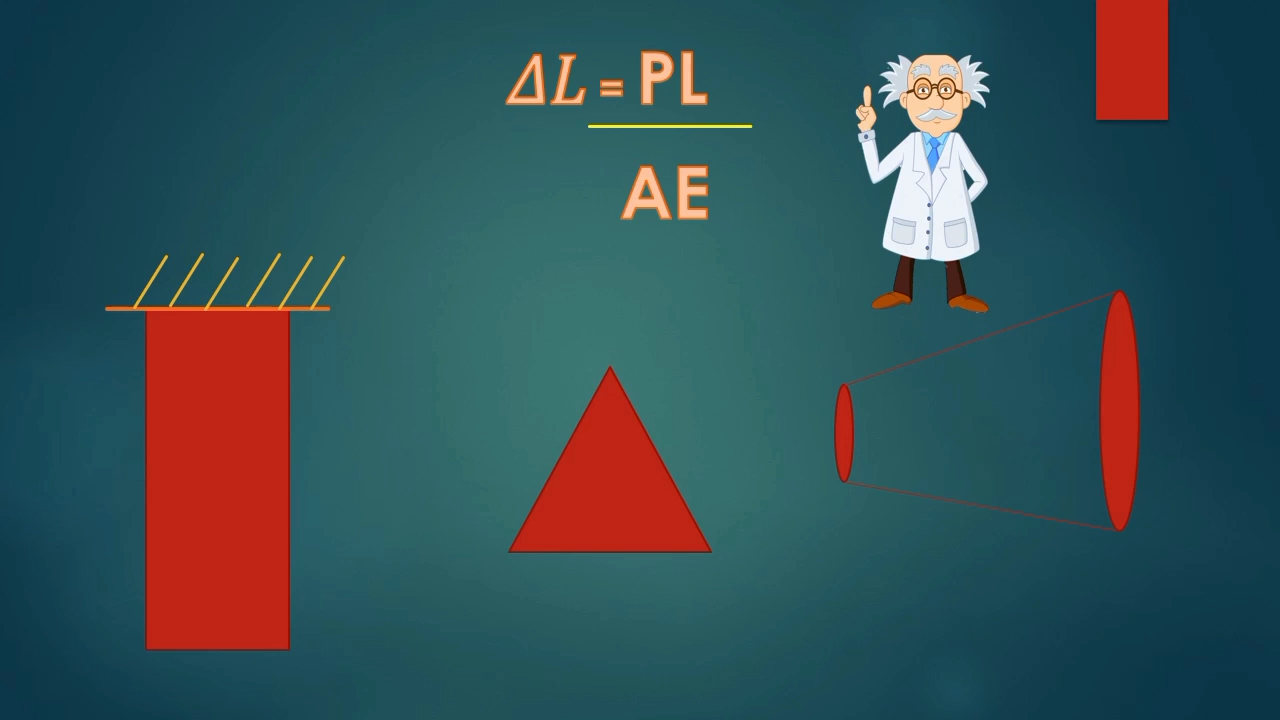 ΔL = PL
AE